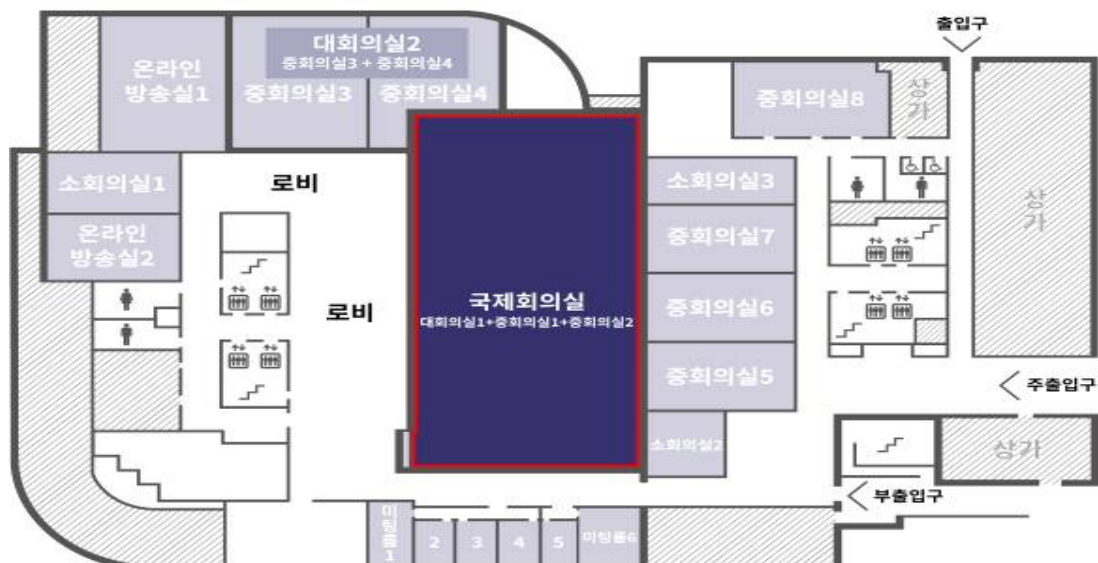 출입구
대회의실2
중회의실3 + 중회의실4
온라인
방송실1
중회의실3
중회의실4
중회의실8
상가
소회의실1
로비
소회의실3
상가
온라인
방송실2
중회의실7
로비
국제회의실
대회의실1+중회의실1+중회의실2
중회의실6
중회의실5
주출입구
소회의실2
상가
부출입구
미팅룸1
2
3
4
5
미팅룸6